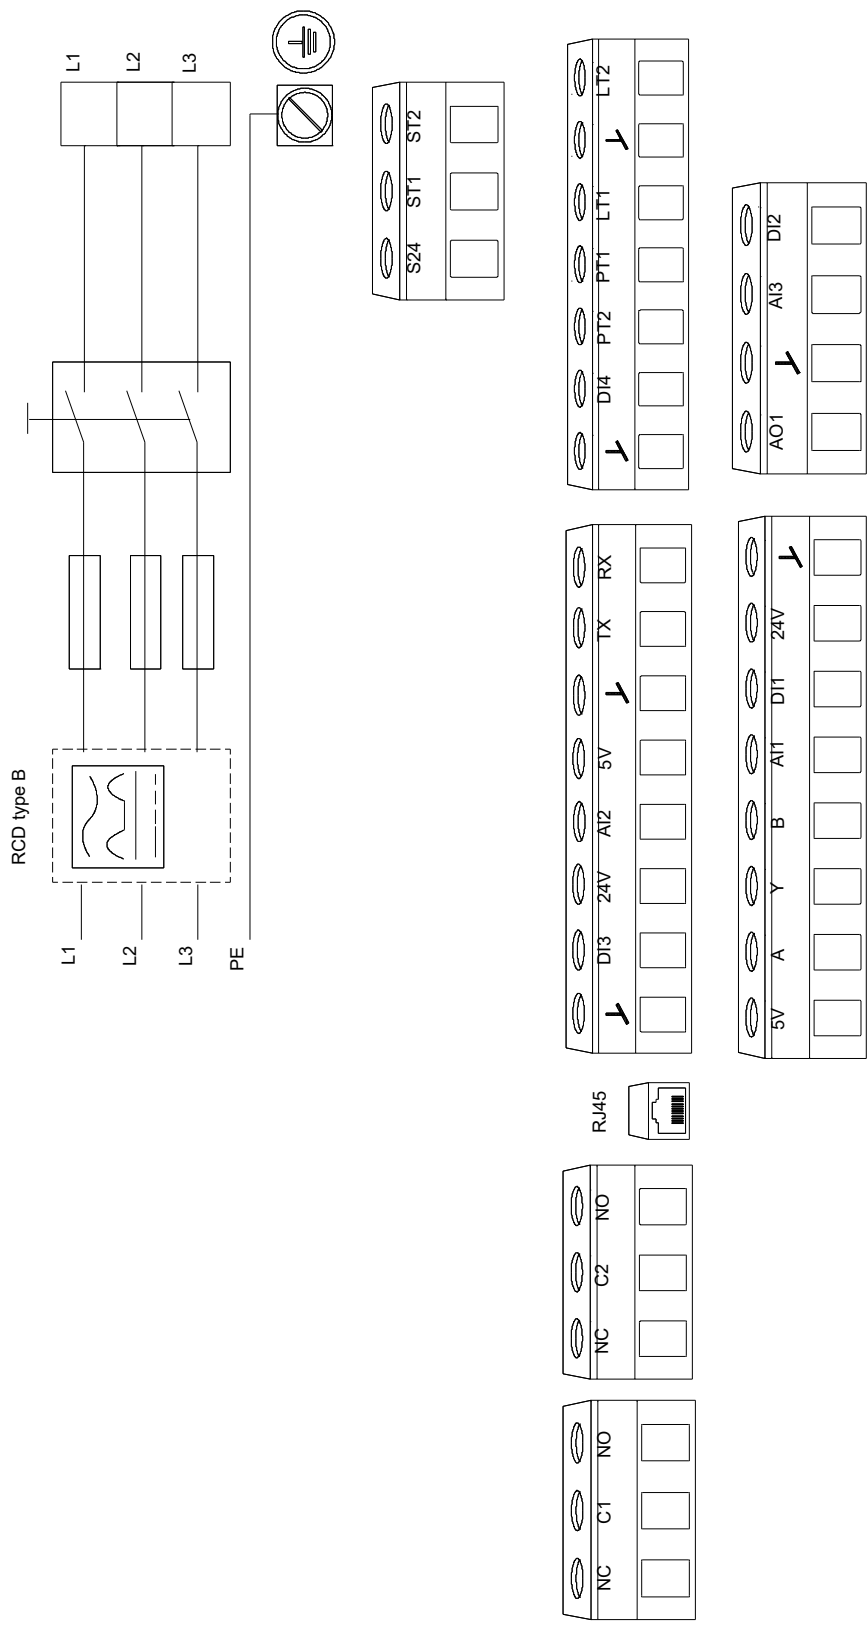 L1
L2
L3
RCD type B
L1
L2
L3
PE
ST2
ST1
S24
LT2
LT1
PT1
PT2
DI4
DI2
AI3
AO1
RX
TX
5V
AI2
24V
DI3
24V
DI1
AI1
B
Y
A
5V
RJ45
NO
C2
NC
NO
C1
NC